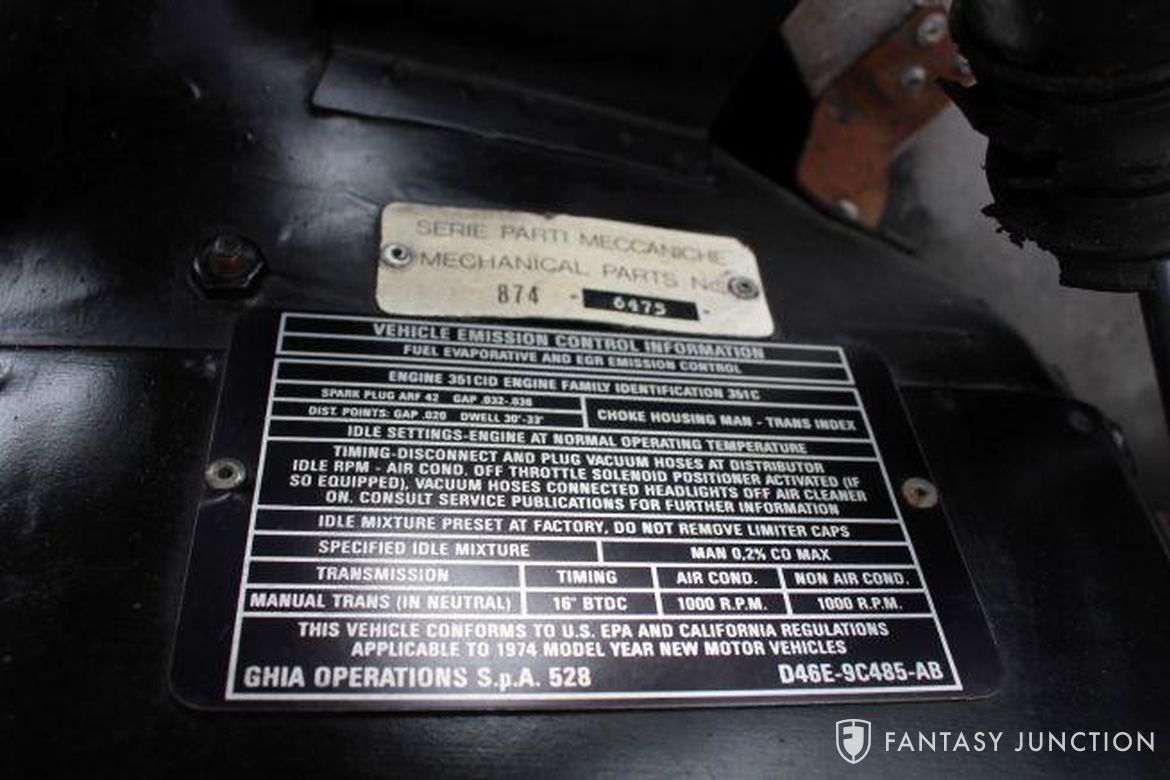 SERIE PARTI MECCANICHE
MECHANICAL PARTS No.
874 - 6475 -
VEHICLE EMISSION CONTROL INFORMATION
FUEL EVAPORATIVE AND EGR EMISSION CONTROL
ENGINE 351CID ENGINE FAMILY IDENTIFICATION 351C
SPARK PLUG ARF 42 GAP .032-.036
DIST. POINTS: GAP .020 DWELL 30°-33°
CHOKE HOUSING MAN - TRANS INDEX
IDLE SETTINGS-ENGINE AT NORMAL OPERATING TEMPERATURE
TIMING-DISCONNECT AND PLUG VACUUM HOSES AT DISTRIBUTOR
IDLE RPM - AIR COND. OFF THROTTLE SOLENOID POSITIONER ACTIVATED (IF
SO EQUIPPED), VACUUM HOSES CONNECTED HEADLIGHTS OFF AIR CLEANER
ON. CONSULT SERVICE PUBLICATIONS FOR FURTHER INFORMATION
IDLE MIXTURE PRESET AT FACTORY, DO NOT REMOVE LIMITER CAPS
SPECIFIED IDLE MIXTURE MAN 0,2% CO MAX
TRANSMISSION TIMING AIR COND. NON AIR COND.
MANUAL TRANS (IN NEUTRAL) 16° BTDC 1000 R.P.M. 1000 R.P.M.
THIS VEHICLE CONFORMS TO U.S. EPA AND CALIFORNIA REGULATIONS
APPLICABLE TO 1974 MODEL YEAR NEW MOTOR VEHICLES
GHIA OPERATIONS S.p.A. 528 D46E-9C485-AB
FANTASY JUNCTION